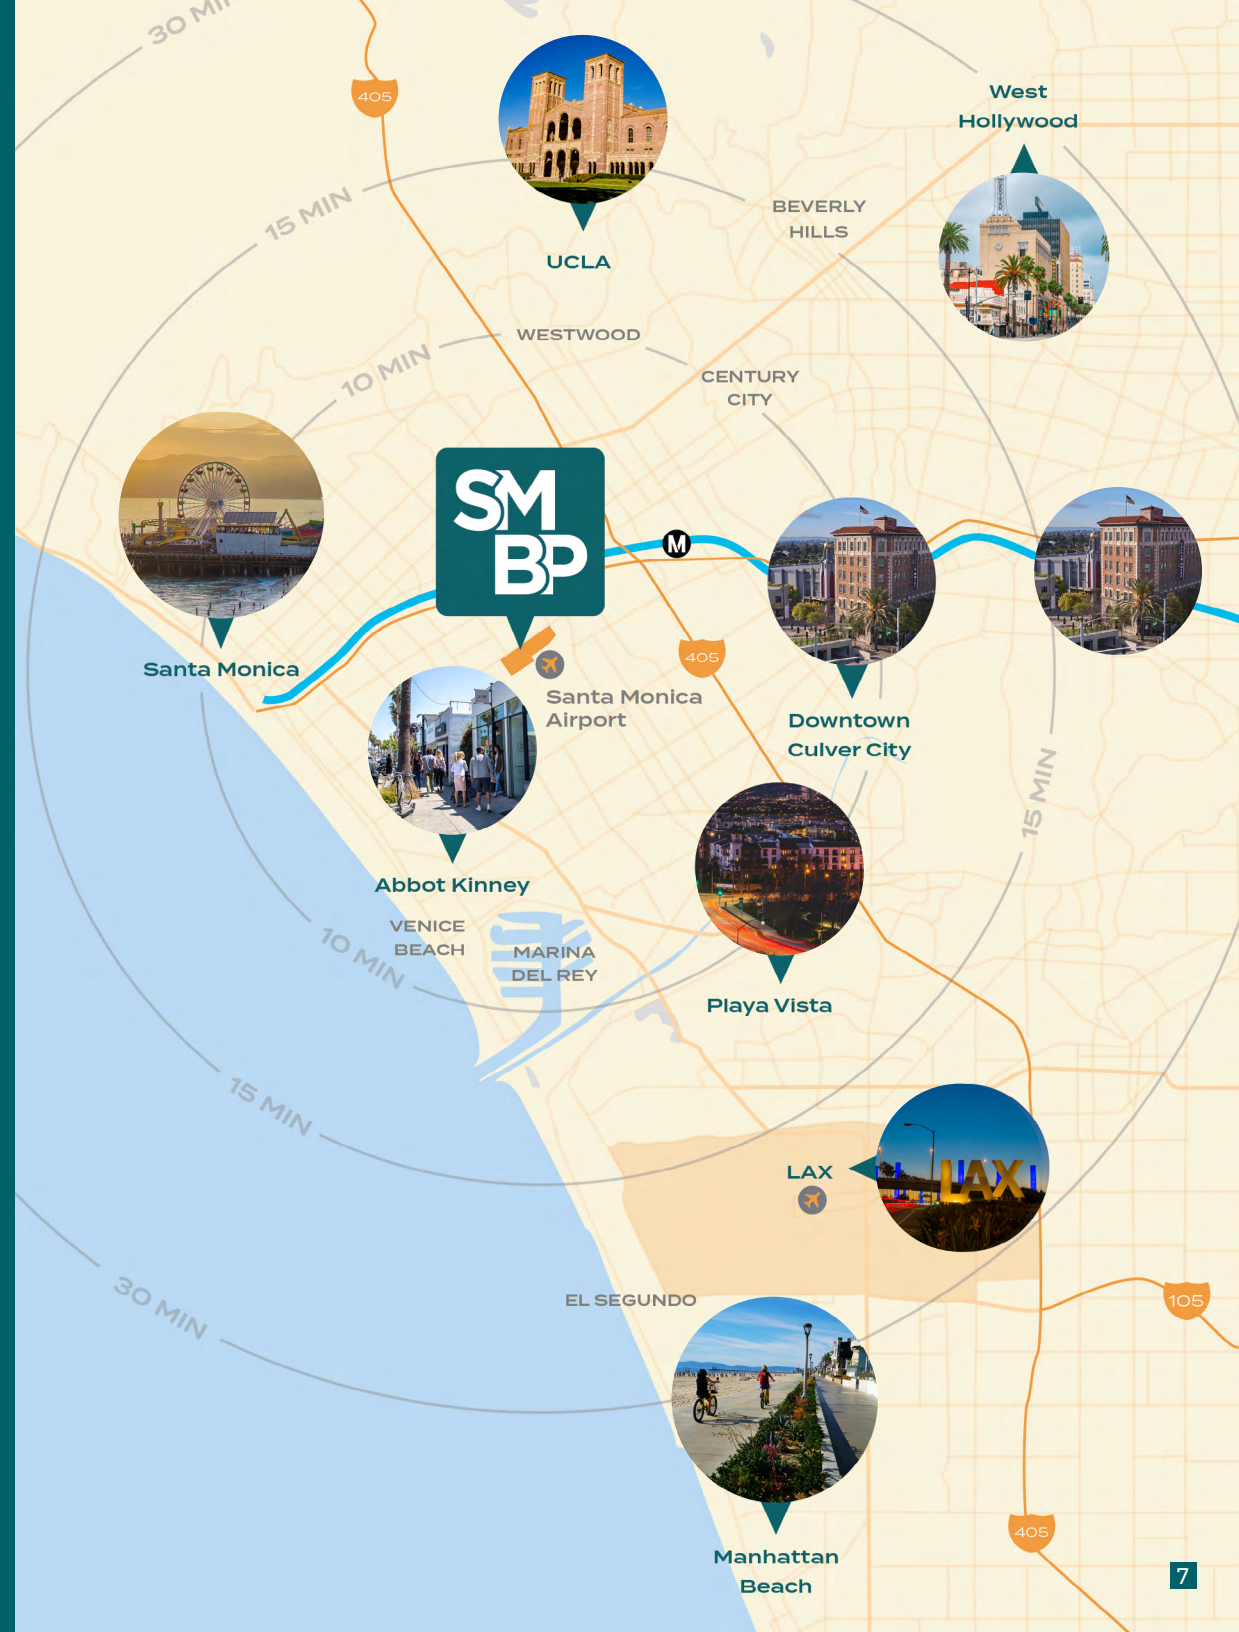 30 MI
405
West
Hollywood
15 MIN
BEVERLY
HILLS
UCLA
WESTWOOD
10 MIN
CENTURY
CITY
SM
BP
M
405
Santa Monica
Santa Monica
Airport
Downtown
Culver City
15 MIN
Abbot Kinney
VENICE
BEACH
10 MIN
MARINA
DEL REY
Playa Vista
15 MIN
LAX
LAX
30 MIN
EL SEGUNDO
105
405
Manhattan
Beach
7